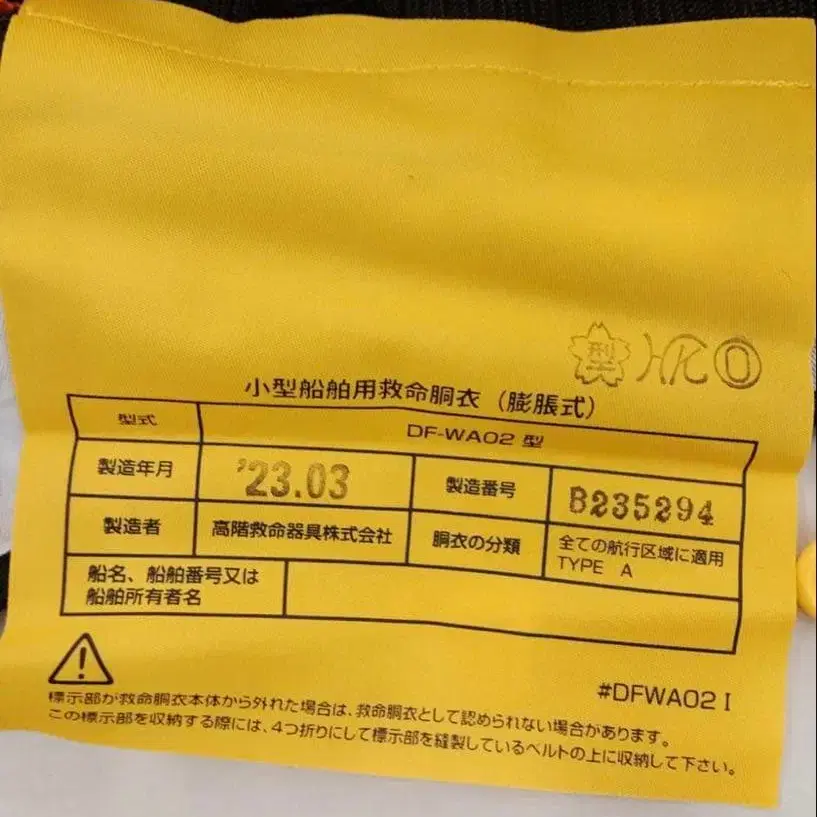 型 HK 0
小型船舶用救命胴衣（膨脹式）
型式 DF-WA02 型
製造年月 '23.03 製造番号 B235294
製造者 高階救命器具株式会社 胴衣の分類 全ての航行区域に適用
TYPE A
船名、船舶番号又は
船舶所有者名
#DFWA02 I
標示部が救命胴衣本体から外れた場合は、救命胴衣として認められない場合があります。
この標示部を収納する際には、4つ折りにして標示部を縫製しているベルトの上に収納して下さい。